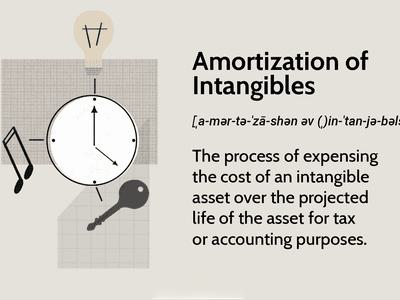 Amortization of
Intangibles
[ˌa-mər-tə-ˈzā-shən əv (ˌ)in-ˈtan-jə-bəls
The process of expensing
the cost of an intangible
asset over the projected
life of the asset for tax
or accounting purposes.